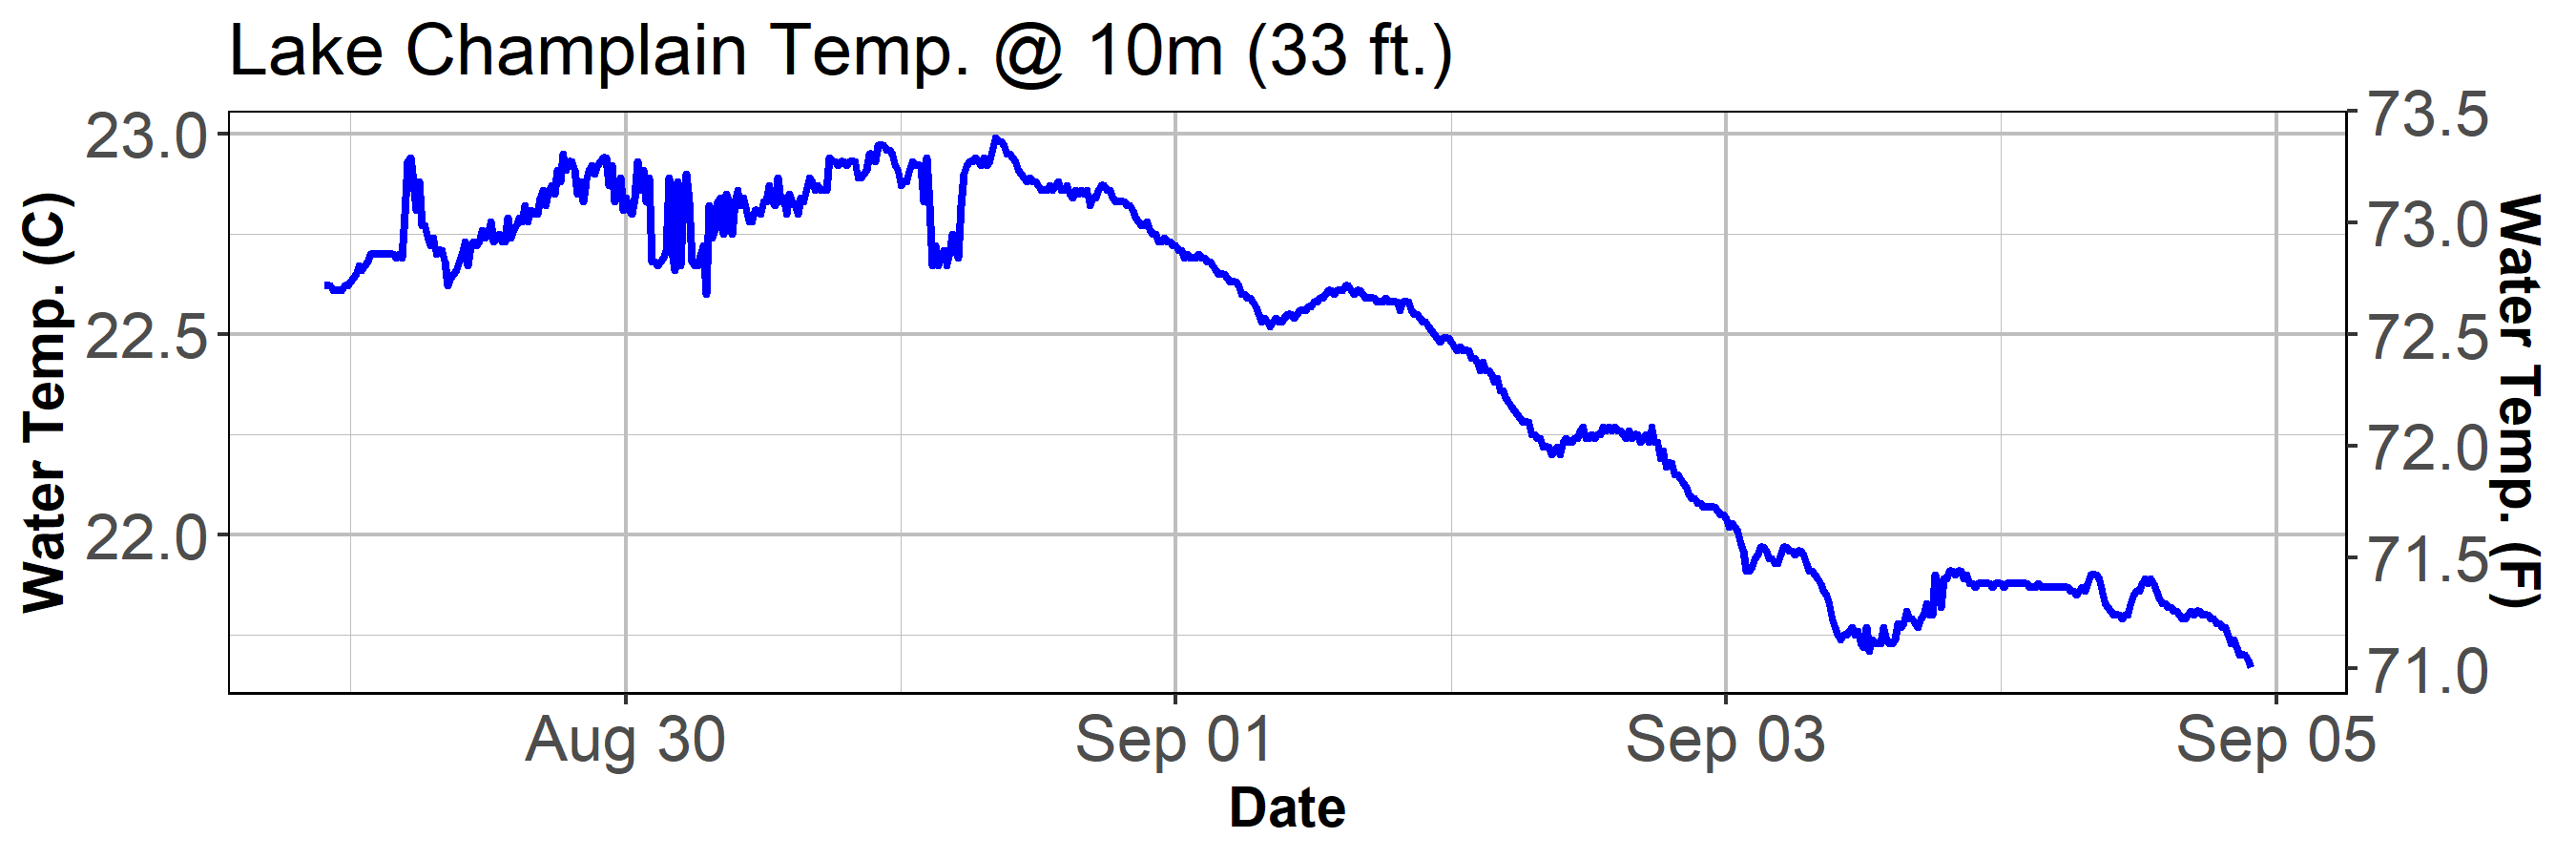 Lake Champlain Temp. @ 10m (33 ft.)
Water Temp. (C)
23.0
22.5
22.0
73.5
73.0
72.5
72.0
71.5
71.0
Water Temp. (F)
Aug 30
Sep 01
Sep 03
Sep 05
Date